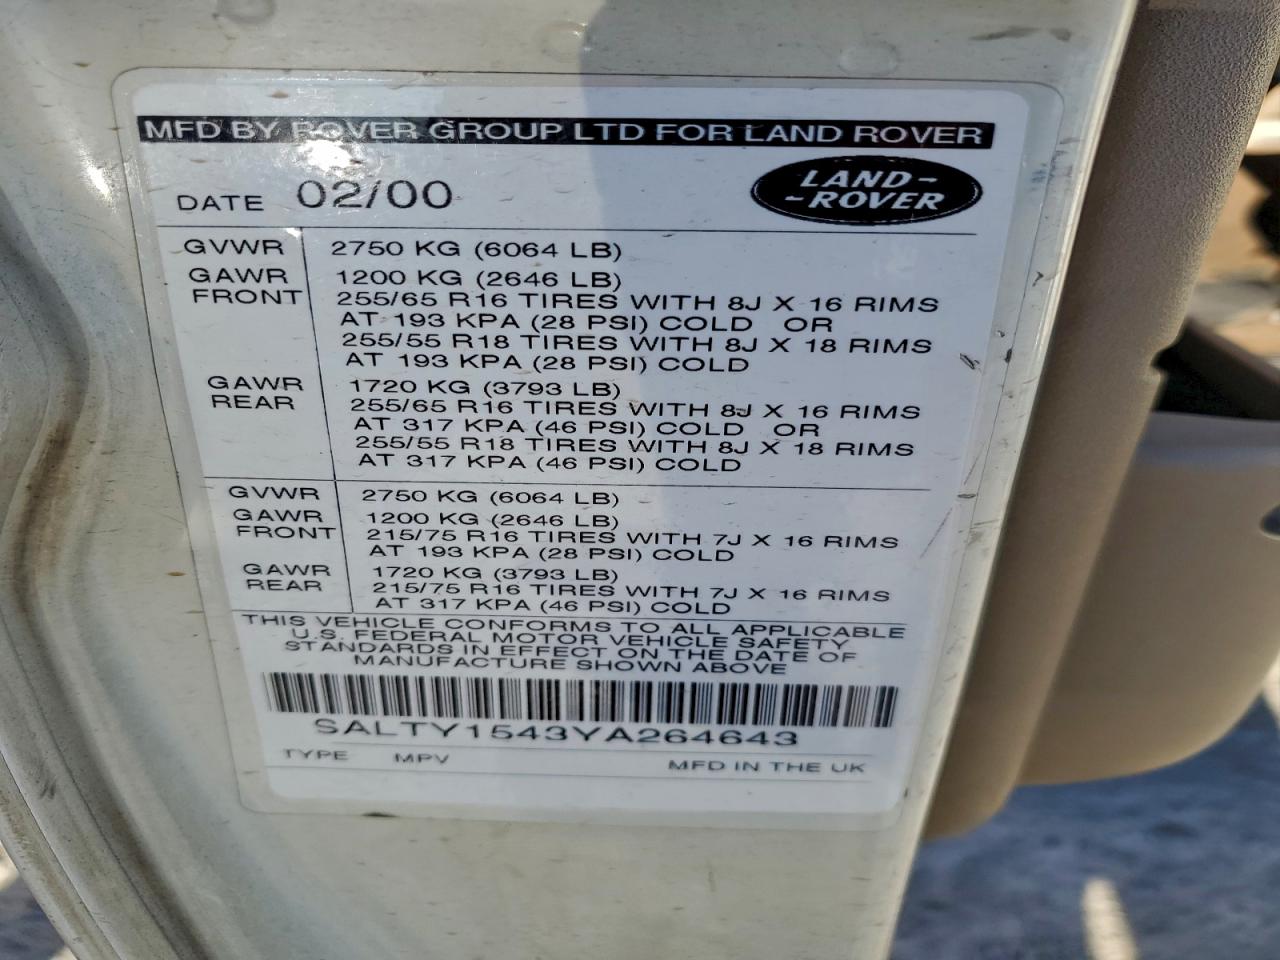 MFD BY ROVER GROUP LTD FOR LAND ROVER
DATE 02/00
LAND-
-ROVER
GVWR 2750 KG (6064 LB)
GAWR 1200 KG (2646 LB)
FRONT 255/65 R16 TIRES WITH 8J X 16 RIMS
AT 193 KPA (28 PSI) COLD OR
255/55 R18 TIRES WITH 8J X 18 RIMS
AT 193 KPA (28 PSI) COLD
GAWR 1720 KG (3793 LB)
REAR 255/65 R16 TIRES WITH 8J X 16 RIMS
AT 317 KPA (46 PSI) COLD OR
255/55 R18 TIRES WITH 8J X 18 RIMS
AT 317 KPA (46 PSI) COLD
GVWR 2750 KG (6064 LB)
GAWR 1200 KG (2646 LB)
FRONT 215/75 R16 TIRES WITH 7J X 16 RIMS
AT 193 KPA (28 PSI) COLD
GAWR 1720 KG (3793 LB)
REAR 215/75 R16 TIRES WITH 7J X 16 RIMS
AT 317 KPA (46 PSI) COLD
THIS VEHICLE CONFORMS TO ALL APPLICABLE
U.S. FEDERAL MOTOR VEHICLE SAFETY
STANDARDS IN EFFECT ON THE DATE OF
MANUFACTURE SHOWN ABOVE
SALTY1543YA264643
TYPE MPV MFD IN THE UK